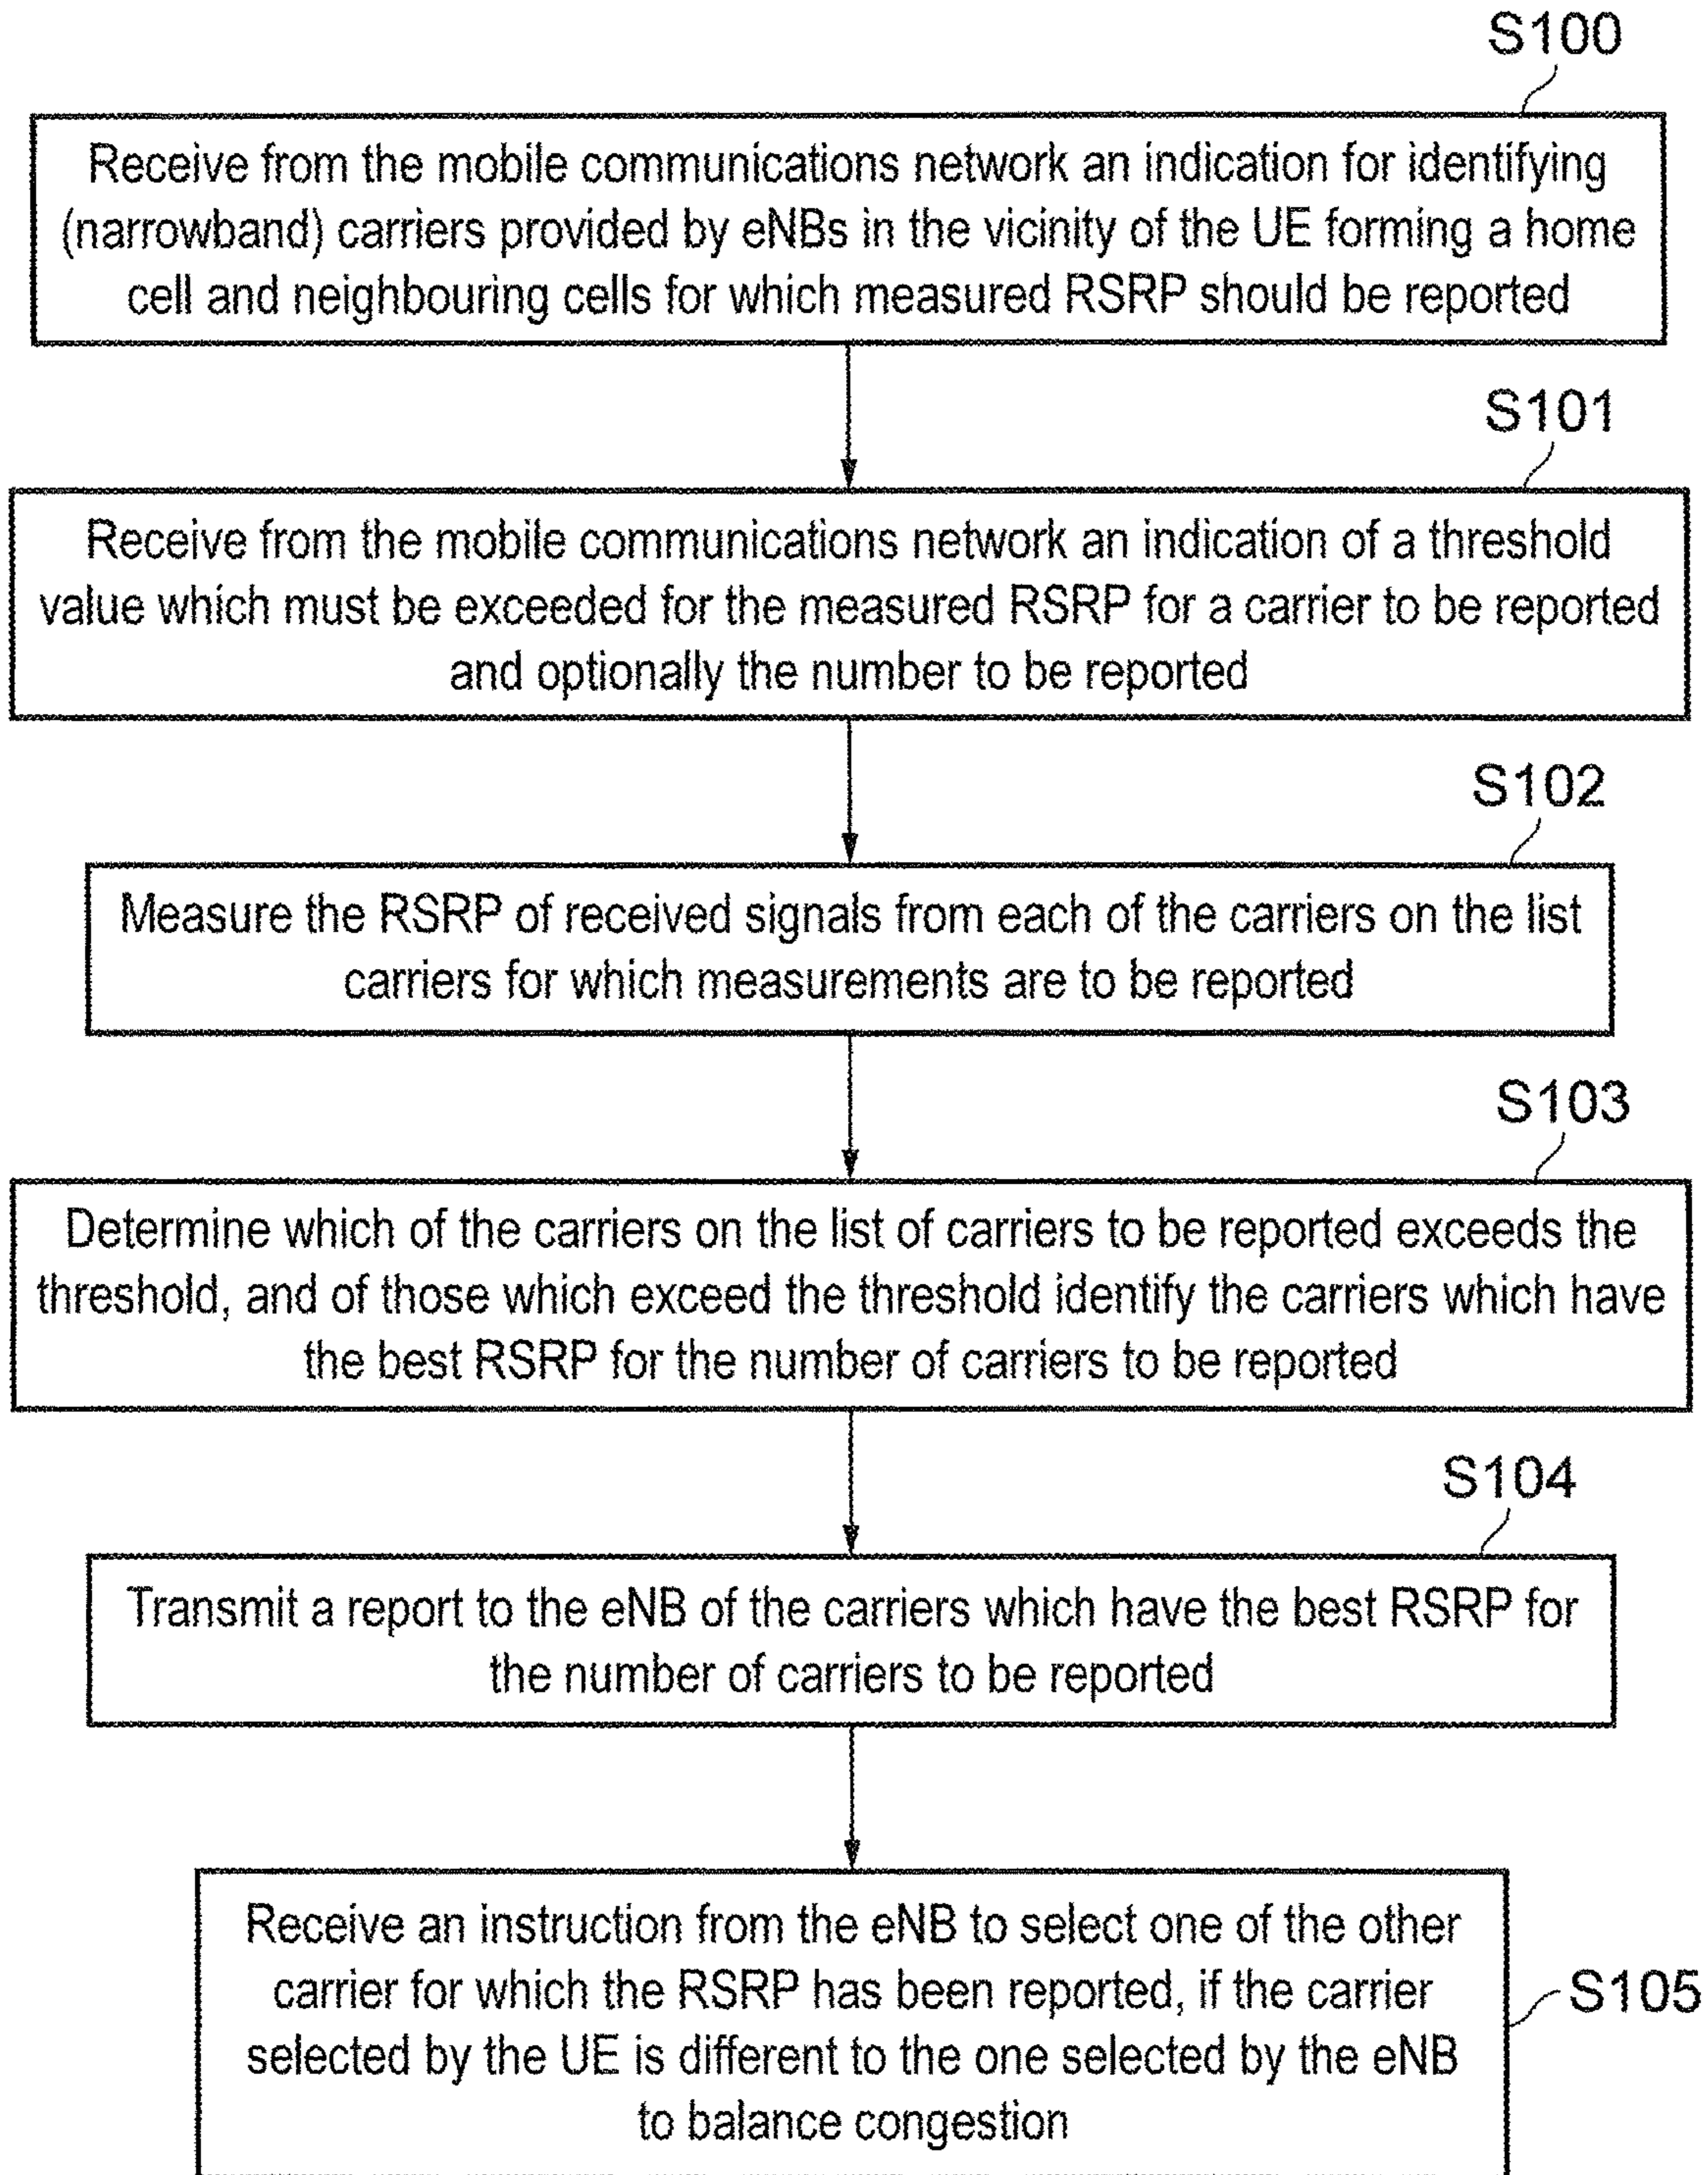 S100
Receive from the mobile communications network an indication for identifying
(narrowband) carriers provided by eNBs in the vicinity of the UE forming a home
cell and neighbouring cells for which measured RSRP should be reported
S101
Receive from the mobile communications network an indication of a threshold
value which must be exceeded for the measured RSRP for a carrier to be reported
and optionally the number to be reported
S102
Measure the RSRP of received signals from each of the carriers on the list
carriers for which measurements are to be reported
S103
Determine which of the carriers on the list of carriers to be reported exceeds the
threshold, and of those which exceed the threshold identify the carriers which have
the best RSRP for the number of carriers to be reported
S104
Transmit a report to the eNB of the carriers which have the best RSRP for
the number of carriers to be reported
Receive an instruction from the eNB to select one of the other
carrier for which the RSRP has been reported, if the carrier
selected by the UE is different to the one selected by the eNB
to balance congestion
S105